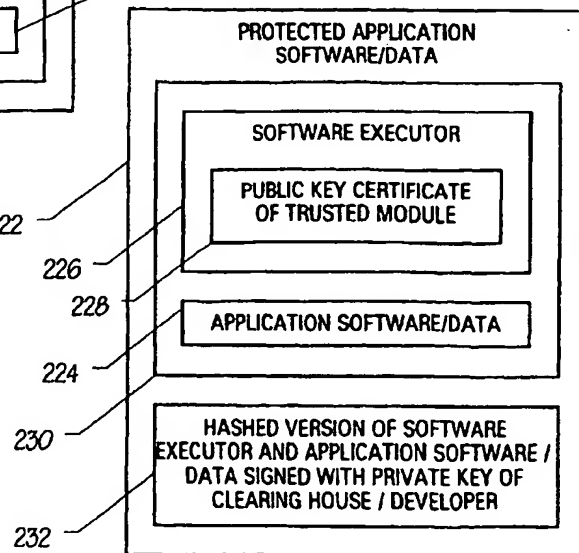 PROTECTED APPLICATION
SOFTWARE/DATA
SOFTWARE EXECUTOR
PUBLIC KEY CERTIFICATE
OF TRUSTED MODULE
22
226
228
APPLICATION SOFTWARE/DATA
224
230
HASHED VERSION OF SOFTWARE
EXECUTOR AND APPLICATION SOFTWARE /
DATA SIGNED WITH PRIVATE KEY OF
CLEARING HOUSE / DEVELOPER
232